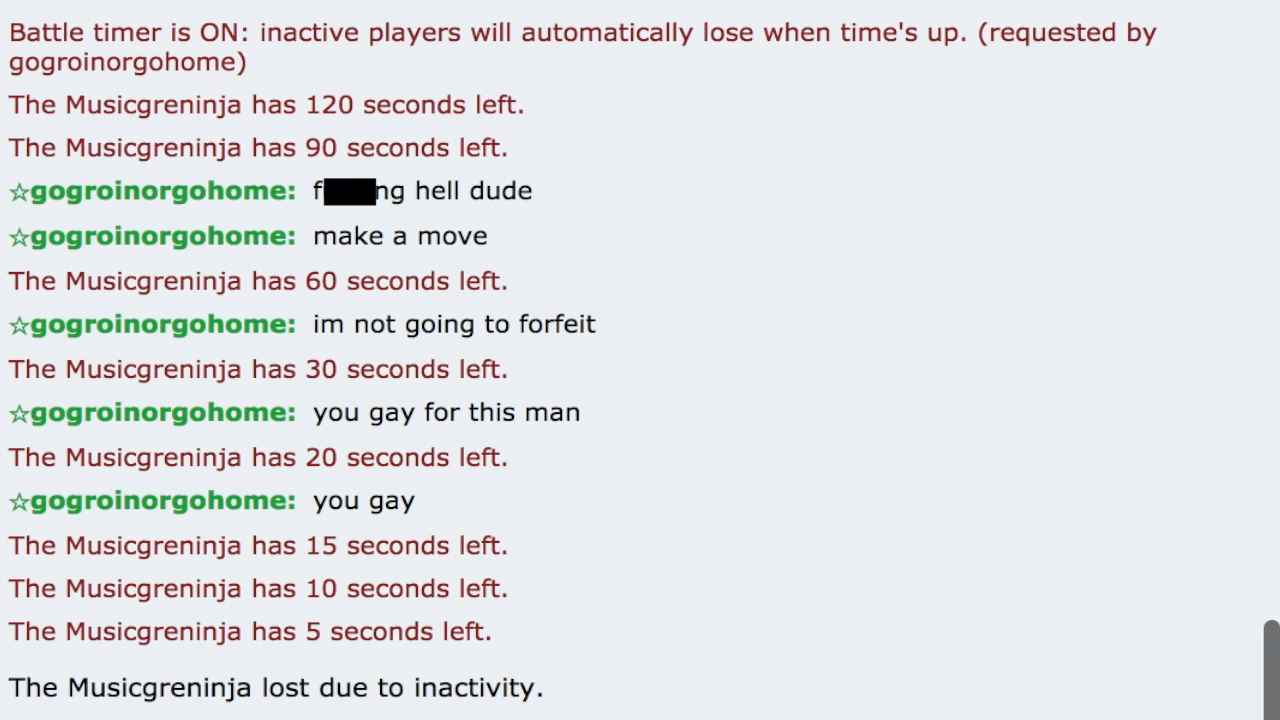 Battle timer is ON: inactive players will automatically lose when time's up. (requested by
gogroinorgohome)
The Musicgreninja has 120 seconds left.
The Musicgreninja has 90 seconds left.
☆gogroinorgohome: f ng hell dude
☆gogroinorgohome: make a move
The Musicgreninja has 60 seconds left.
☆gogroinorgohome: im not going to forfeit
The Musicgreninja has 30 seconds left.
☆gogroinorgohome: you gay for this man
The Musicgreninja has 20 seconds left.
☆gogroinorgohome: you gay
The Musicgreninja has 15 seconds left.
The Musicgreninja has 10 seconds left.
The Musicgreninja has 5 seconds left.
The Musicgreninja lost due to inactivity.